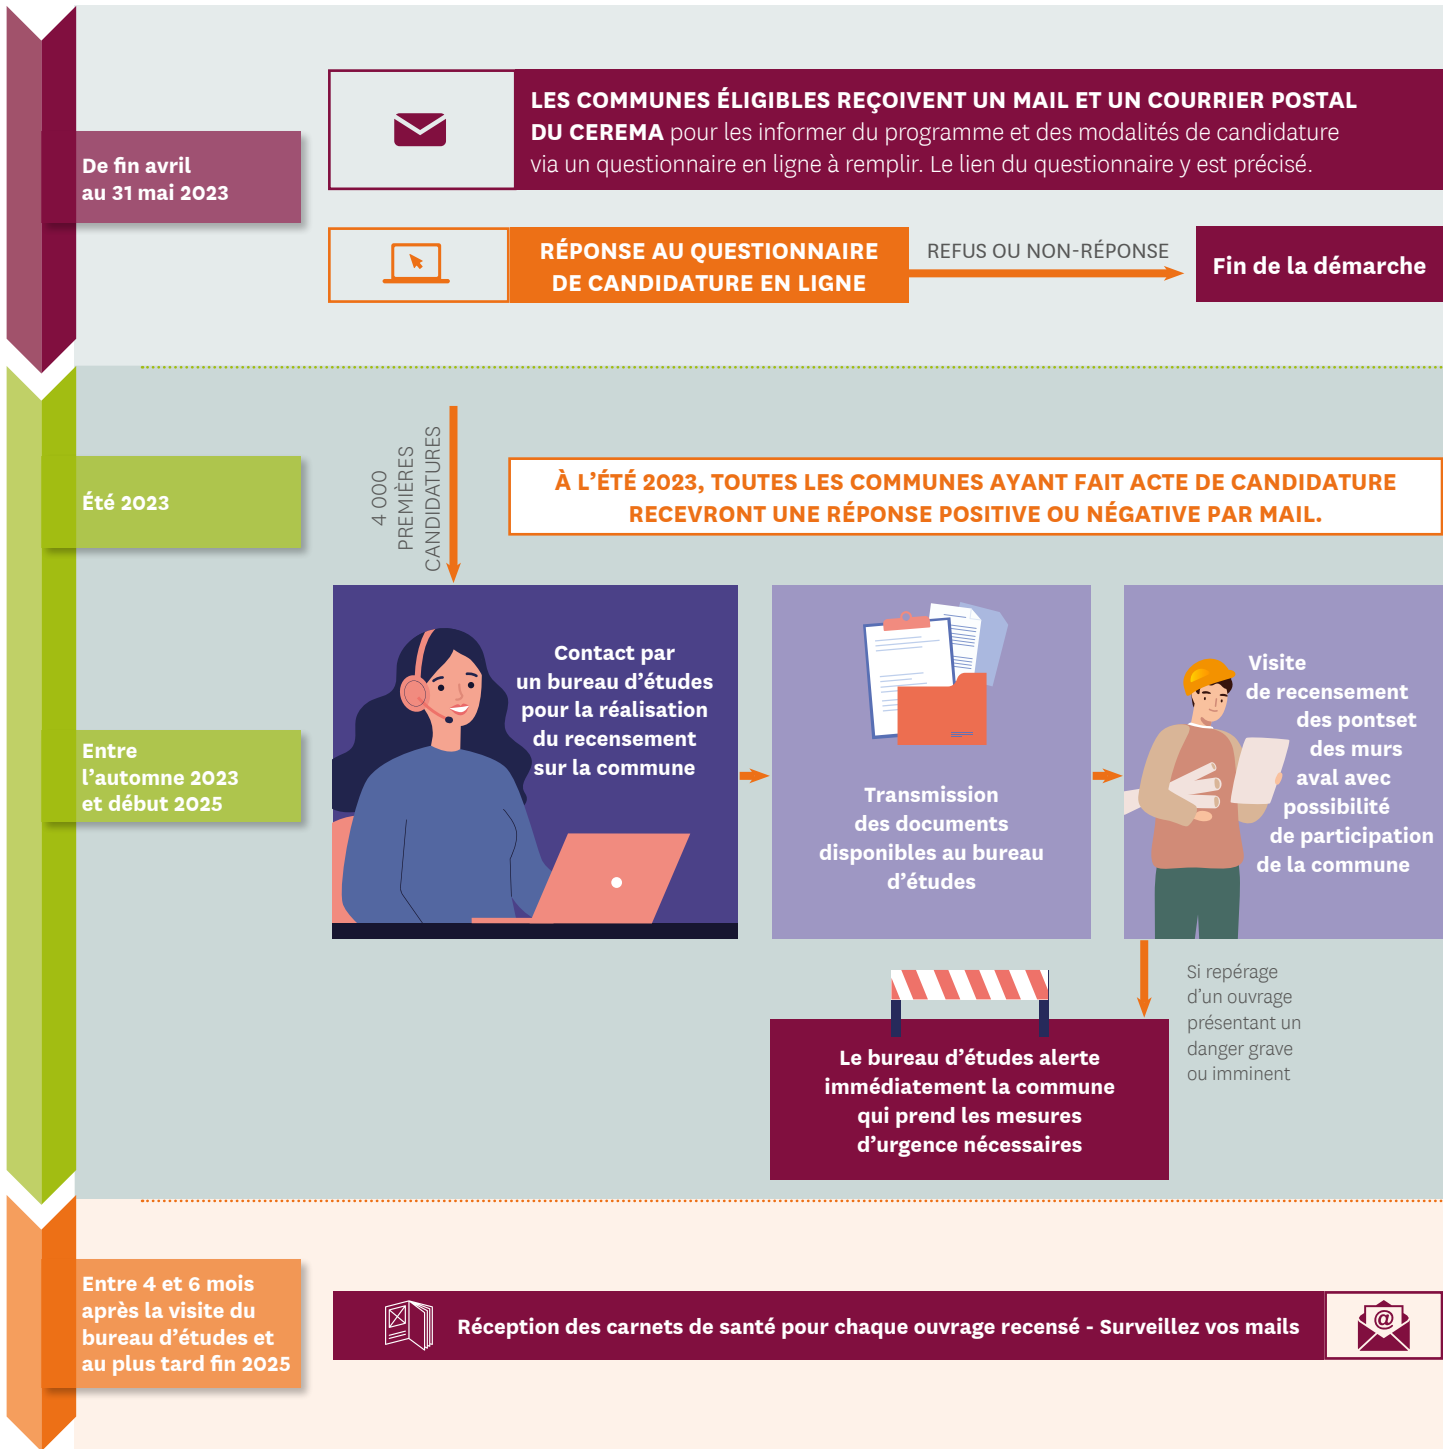 De fin avril
au 31 mai 2023
LES COMMUNES ÉLIGIBLES REÇOIVENT UN MAIL ET UN COURRIER POSTAL
DU CEREMA pour les informer du programme et des modalités de candidature
via un questionnaire en ligne à remplir. Le lien du questionnaire y est précisé.
RÉPONSE AU QUESTIONNAIRE
DE CANDIDATURE EN LIGNE
REFUS OU NON-RÉPONSE
Fin de la démarche
Été 2023
4 000
PREMIÈRES
CANDIDATURES
À L'ÉTÉ 2023, TOUTES LES COMMUNES AYANT FAIT ACTE DE CANDIDATURE
RECEVRONT UNE RÉPONSE POSITIVE OU NÉGATIVE PAR MAIL.
Entre
l'automne 2023
et début 2025
Contact par
un bureau d'études
pour la réalisation
du recensement
sur la commune
Transmission
des documents
disponibles au bureau
d'études
Visite
de recensement
des pontset
des murs
aval avec
possibilité
de participation
de la commune
Si repérage
d'un ouvrage
présentant un
danger grave
ou imminent
Le bureau d'études alerte
immédiatement la commune
qui prend les mesures
d'urgence nécessaires
Entre 4 et 6 mois
après la visite du
bureau d'études et
au plus tard fin 2025
Réception des carnets de santé pour chaque ouvrage recensé - Surveillez vos mails
@